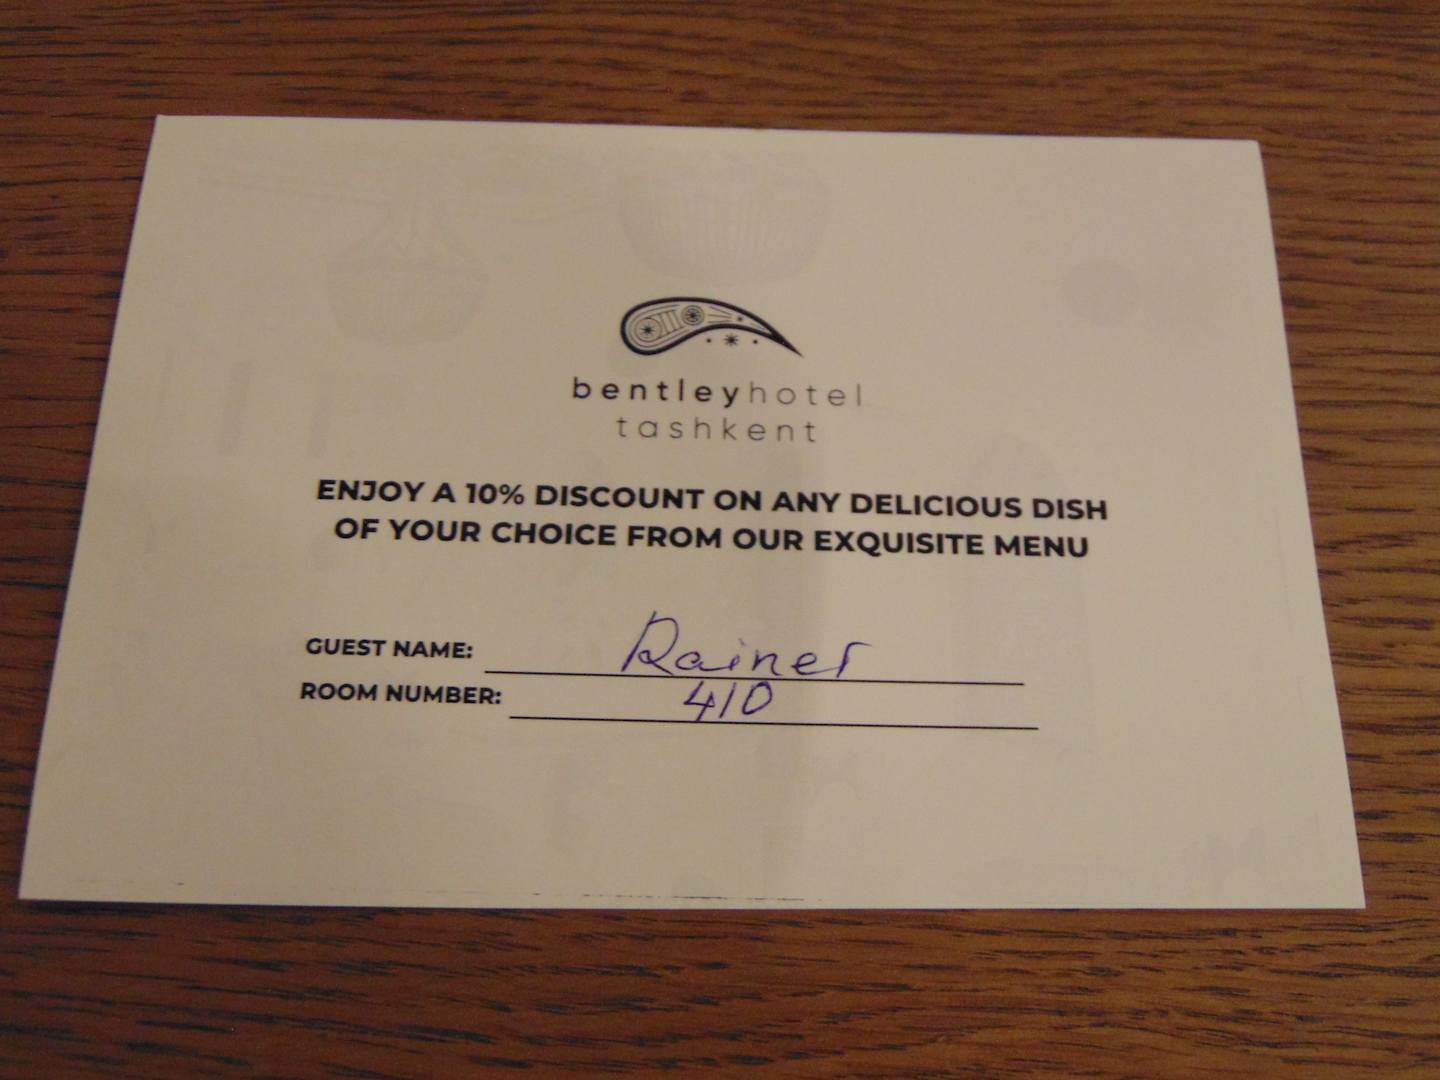 bentleyhotel
tashkent
ENJOY A 10% DISCOUNT ON ANY DELICIOUS DISH
OF YOUR CHOICE FROM OUR EXQUISITE MENU
GUEST NAME: Rainer
ROOM NUMBER: 410